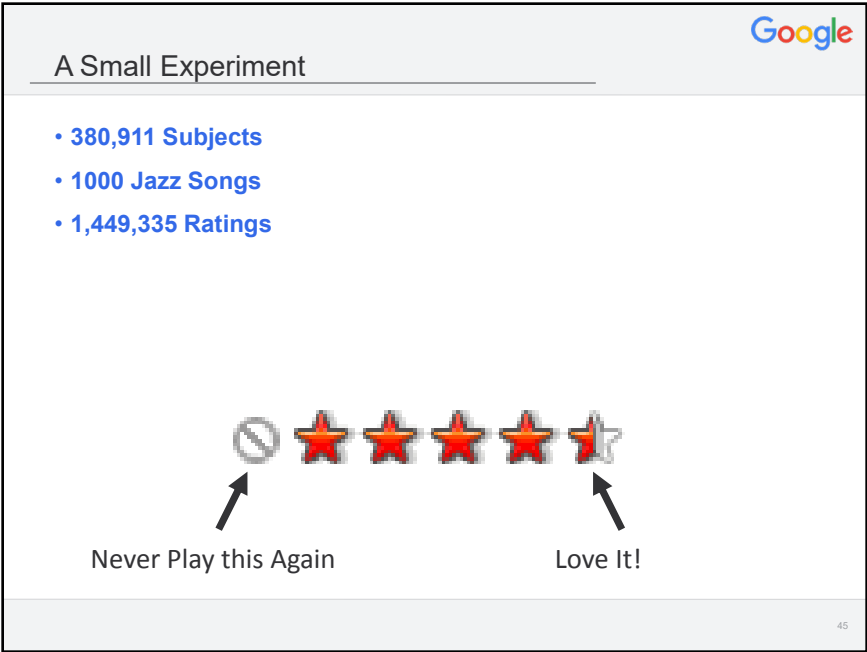 Google
A Small Experiment
• 380,911 Subjects
• 1000 Jazz Songs
• 1,449,335 Ratings
Never Play this Again
Love It!
45